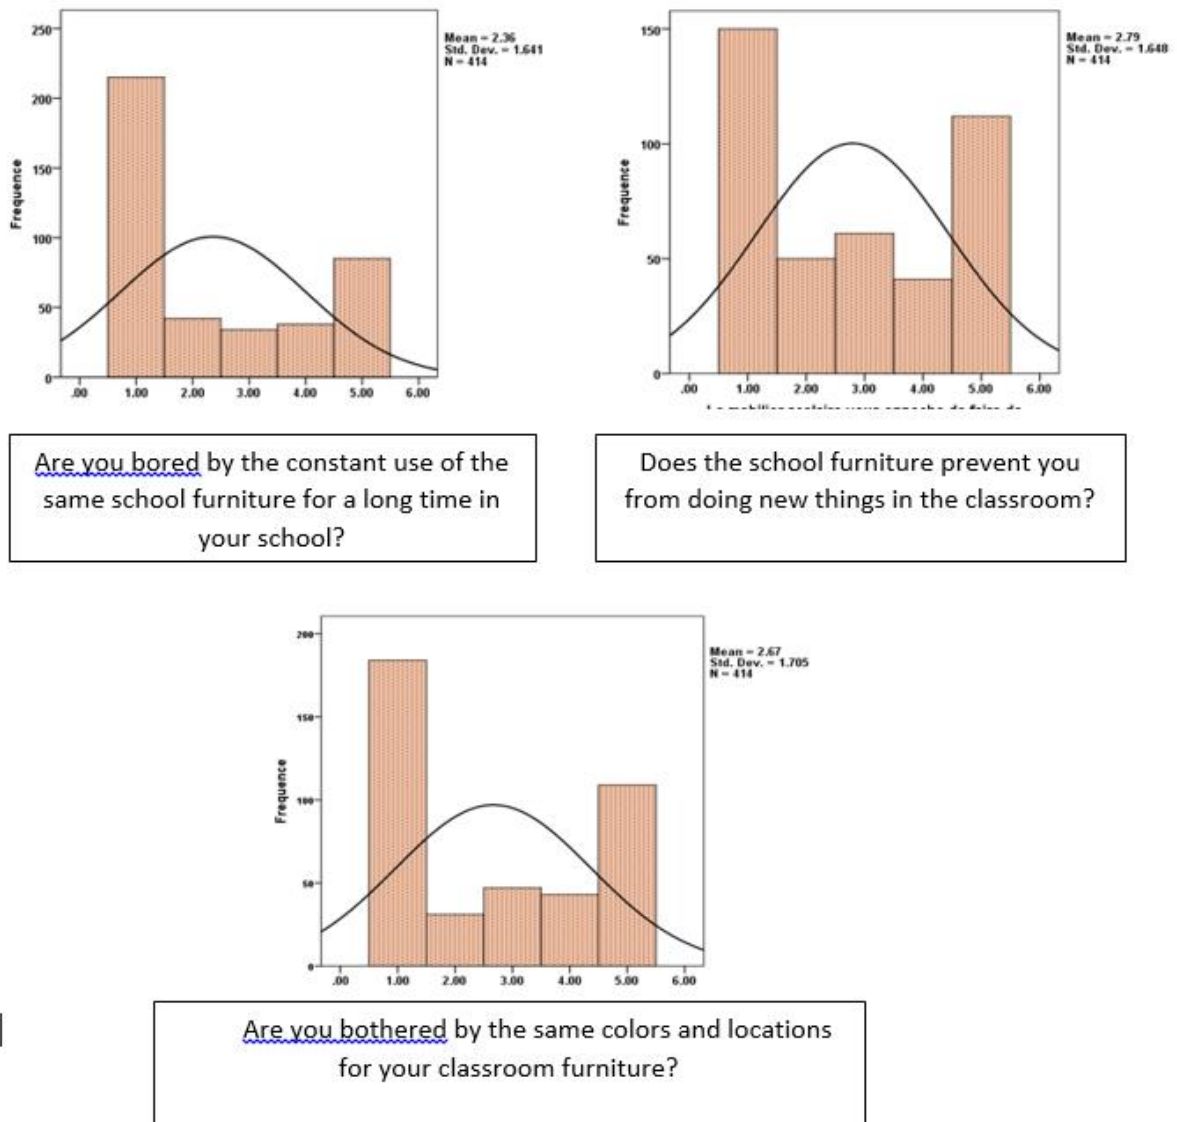 250
200
150
100
50
0
Frequence
.00 1.00 2.00 3.00 4.00 5.00 6.00
Mean = 2.36
Std. Dev. = 1.641
N = 414
150
100
50
0
Frequence
.00 1.00 2.00 3.00 4.00 5.00 6.00
Mean = 2.79
Std. Dev. = 1.648
N = 414
Are you bored by the constant use of the
same school furniture for a long time in
your school?
Does the school furniture prevent you
from doing new things in the classroom?
200
150
100
50
0
Frequence
.00 1.00 2.00 3.00 4.00 5.00 6.00
Mean = 2.67
Std. Dev. = 1.705
N = 414
Are you bothered by the same colors and locations
for your classroom furniture?